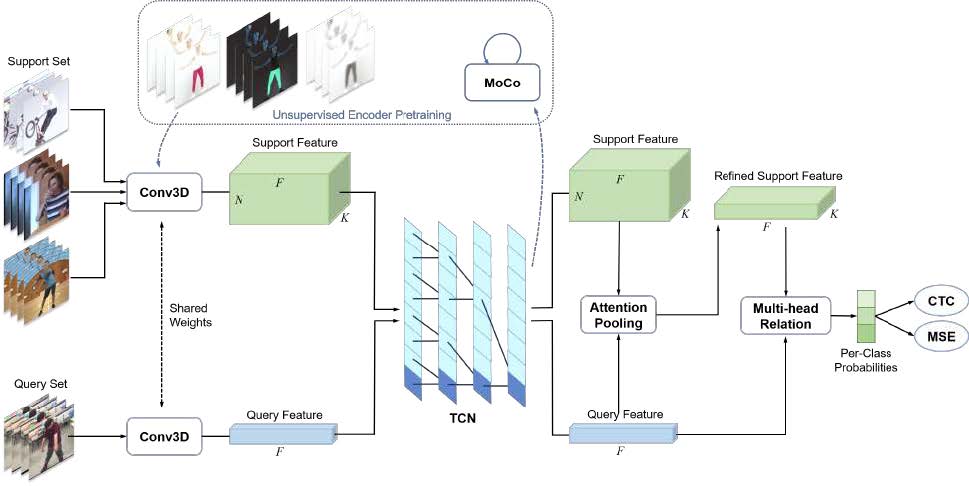 MoCo
Unsupervised Encoder Pretraining
Support Set
Conv3D
Support Feature
F
N
K
Shared
Weights
Query Set
Conv3D
Query Feature
F
TCN
Support Feature
F
N
K
Attention
Pooling
Query Feature
F
Refined Support Feature
K
F
Multi-head
Relation
Per-Class
Probabilities
CTC
MSE